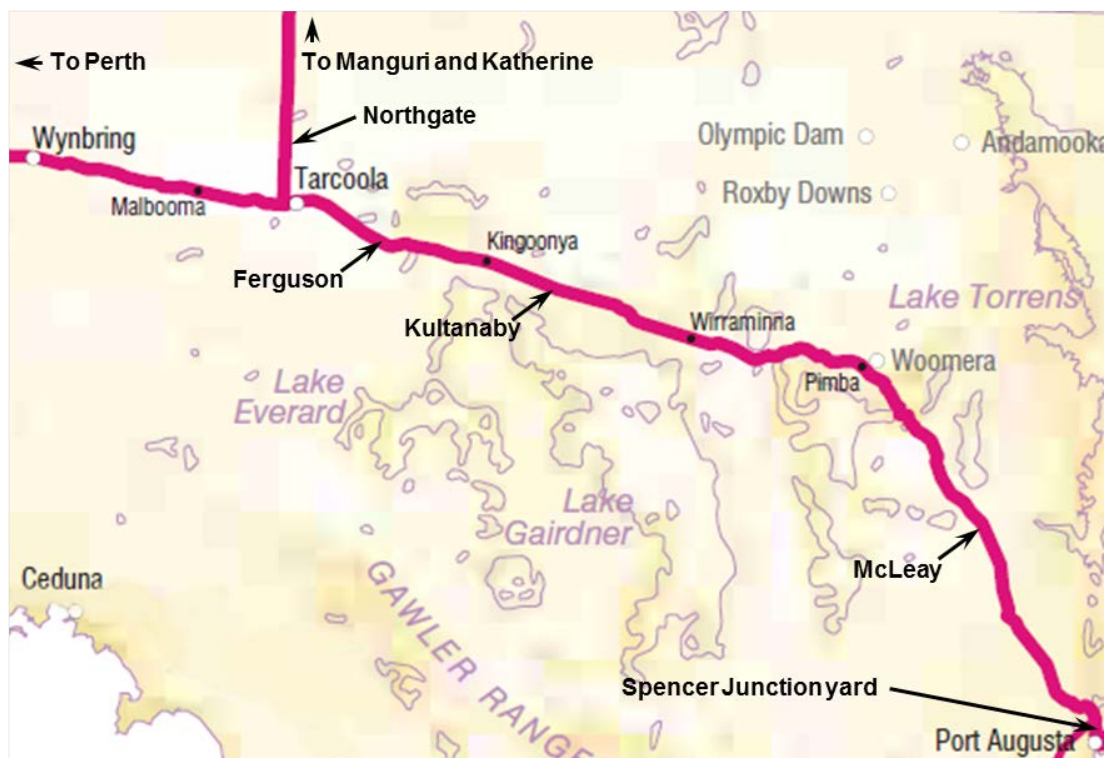 To Perth
To Manguri and Katherine
Northgate
Wynbring
Olympic Dam
Andamooka
Malbooma
Tarcoola
Roxby Downs
Ferguson
Kingoonya
Kultanaby
Lake Torrens
Wirraminna
Woomera
Pimba
Lake
Everard
Lake
Gairdner
McLeay
Ceduna
GAWLER RANGE
Spencer Junction yard
Port Augusta